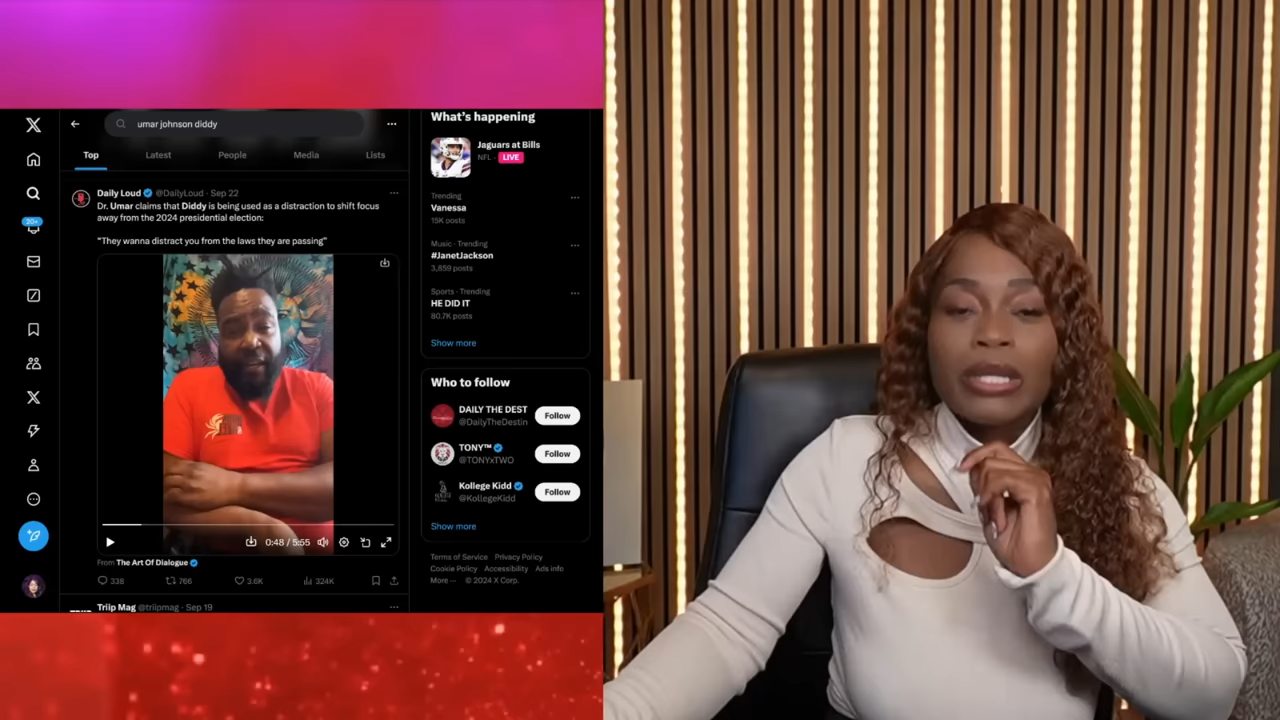 umar johnson diddy
Top
Latest
People
Media
Lists
Daily Loud @DailyLoud · Sep 22
Dr. Umar claims that Diddy is being used as a distraction to shift focus
away from the 2024 presidential election:
"They wanna distract you from the laws they are passing"
0:48 / 5:55
From The Art Of Dialogue
338
766
3.6K
324K
Triip Mag @triipmag · Sep 19
20+
What's happening
Jaguars at Bills
NFL · LIVE
Trending
Vanessa
15K posts
Music · Trending
#JanetJackson
3,859 posts
Sports · Trending
HE DID IT
80.7K posts
Show more
Who to follow
DAILY THE DEST
@DailyTheDestin
Follow
TONY™
@TONYxTWO
Follow
Kollege Kidd
@KollegeKidd
Follow
Show more
Terms of Service Privacy Policy
Cookie Policy Accessibility Ads info
More ··· © 2024 X Corp.